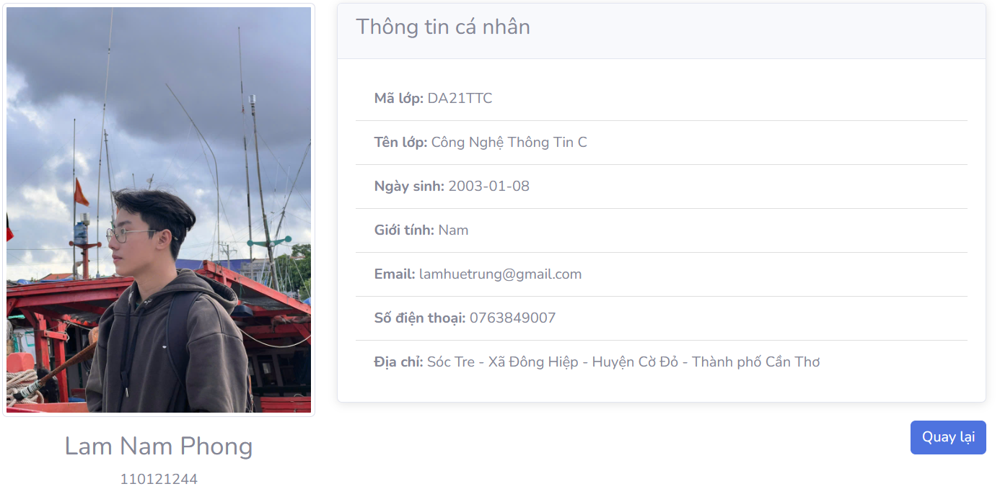 Thông tin cá nhân
Mã lớp: DA21TTC
Tên lớp: Công Nghệ Thông Tin C
Ngày sinh: 2003-01-08
Giới tính: Nam
Email: lamhuetrung@gmail.com
Số điện thoại: 0763849007
Địa chỉ: Sóc Tre - Xã Đông Hiệp - Huyện Cờ Đỏ - Thành phố Cần Thơ
Quay lại
Lam Nam Phong
110121244